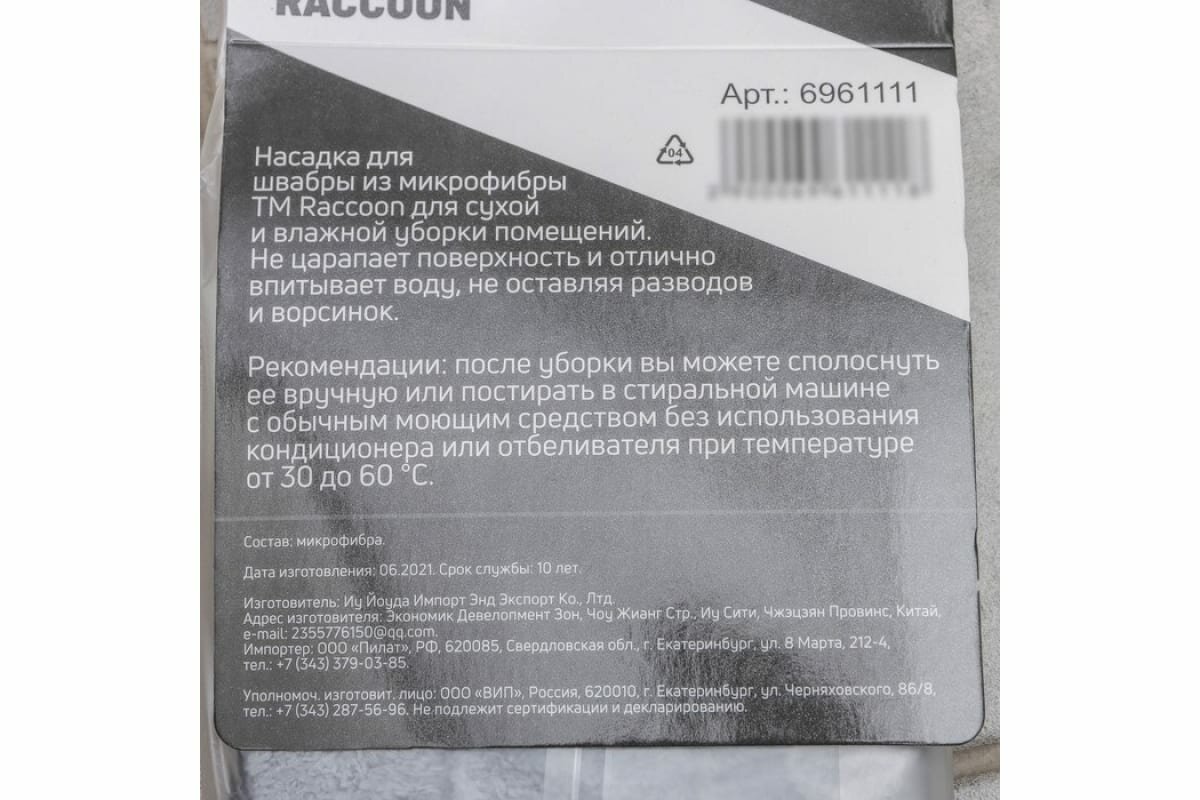 RACCOON
Арт.: 6961111
04
Насадка для
швабры из микрофибры
ТМ Raccoon для сухой
и влажной уборки помещений.
Не царапает поверхность и отлично
впитывает воду, не оставляя разводов
и ворсинок.
Рекомендации: после уборки вы можете сполоснуть
ее вручную или постирать в стиральной машине
с обычным моющим средством без использования
кондиционера или отбеливателя при температуре
от 30 до 60 °C.
Состав: микрофибра.
Дата изготовления: 06.2021. Срок службы: 10 лет.
Изготовитель: Иу Йоуда Импорт Энд Экспорт Ко., Лтд.
Адрес изготовителя: Экономик Девелопмент Зон, Чоу Жианг Стр., Иу Сити, Чжэцзян Провинс, Китай,
e-mail: 2355776150@qq.com.
Импортер: ООО «Пилат», РФ, 620085, Свердловская обл., г. Екатеринбург, ул. 8 Марта, 212-4,
тел.: +7 (343) 379-03-85.
Уполномоч. изготовит. лицо: ООО «ВИП», Россия, 620010, г. Екатеринбург, ул. Черняховского, 86/8,
тел.: +7 (343) 287-56-96. Не подлежит сертификации и декларированию.